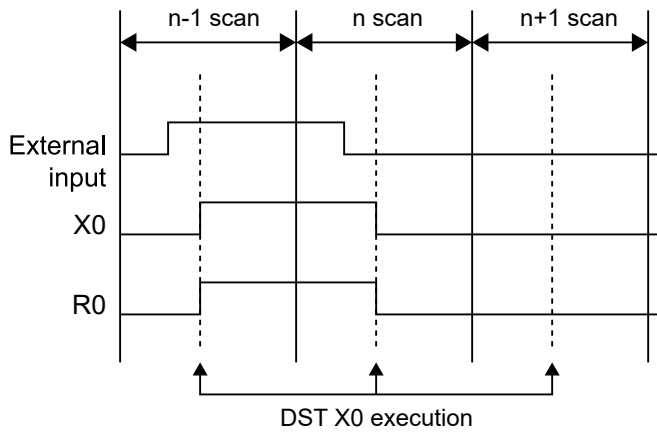 n-1 scan
n scan
n+1 scan
External
input
X0
R0
DST X0 execution